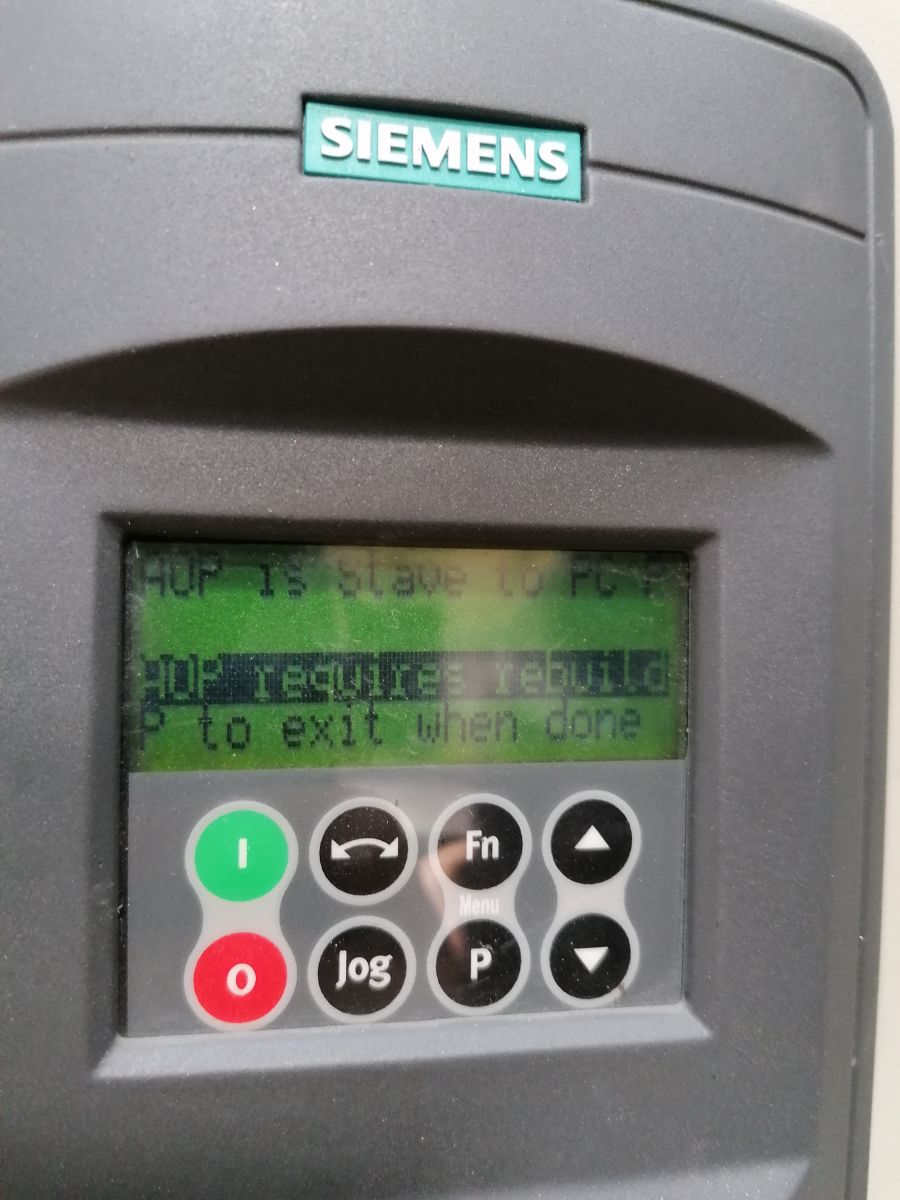 SIEMENS
AOP is Slave to PC P
AOP requires rebuild
P to exit when done
I
Fn
Menu
O
Jog
P